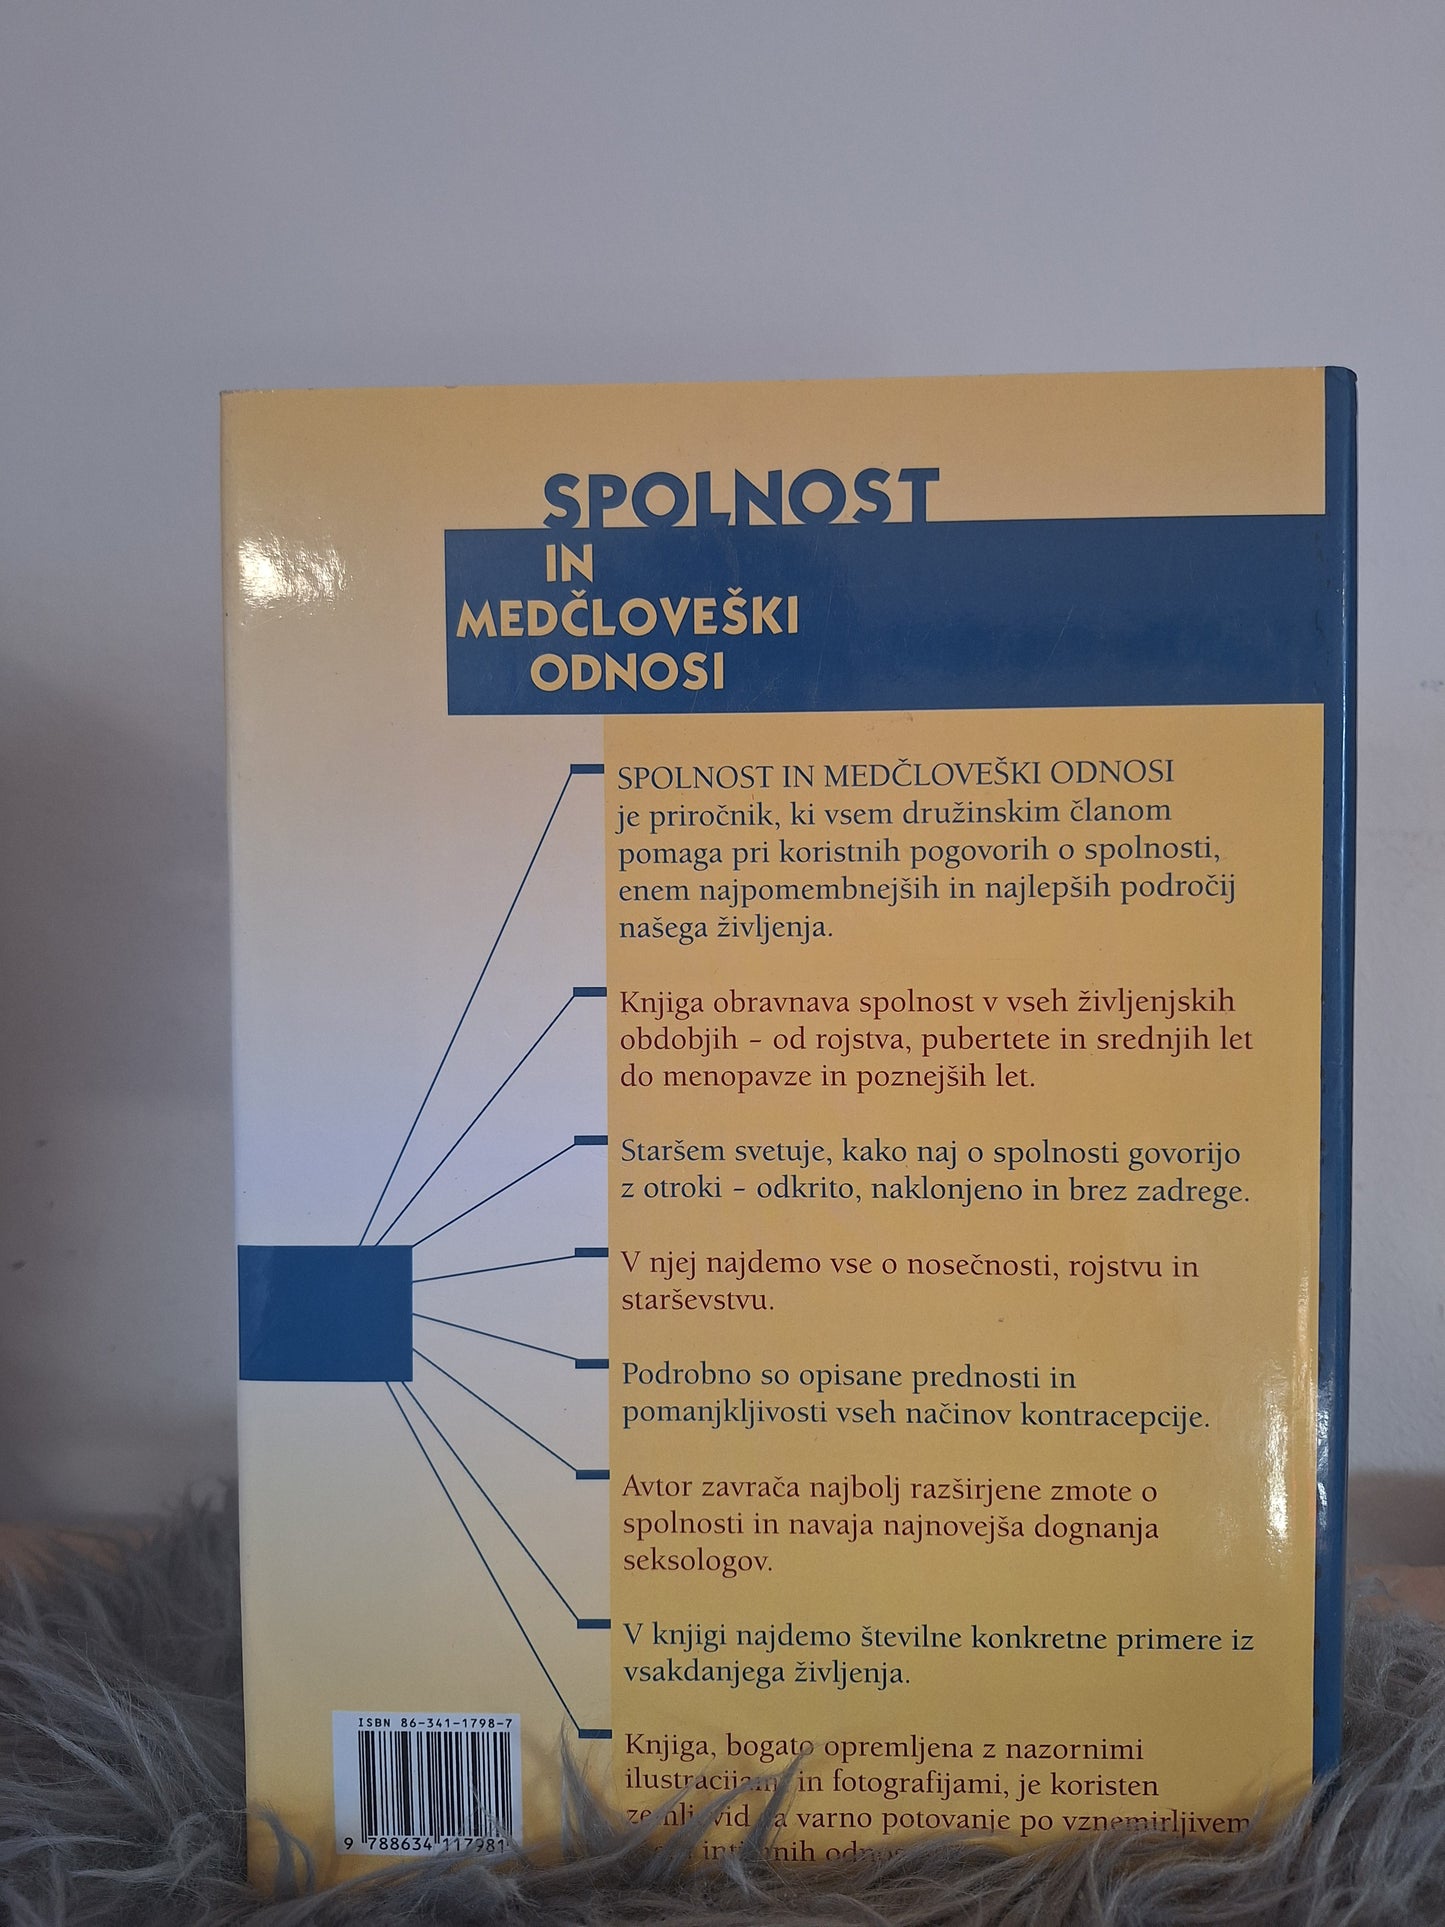 SPOLNOST
IN
MEDČLOVEŠKI
ODNOSI
SPOLNOST IN MEDČLOVEŠKI ODNOSI
je priročnik, ki vsem družinskim članom
pomaga pri koristnih pogovorih o spolnosti,
enem najpomembnejših in najlepših področij
našega življenja.
Knjiga obravnava spolnost v vseh življenjskih
obdobjih – od rojstva, pubertete in srednjih let
do menopavze in poznejših let.
Staršem svetuje, kako naj o spolnosti govorijo
z otroki – odkrito, naklonjeno in brez zadrege.
V njej najdemo vse o nosečnosti, rojstvu in
starševstvu.
Podrobno so opisane prednosti in
pomanjkljivosti vseh načinov kontracepcije.
Avtor zavrača najbolj razširjene zmote o
spolnosti in navaja najnovejša dognanja
seksologov.
V knjigi najdemo številne konkretne primere iz
vsakdanjega življenja.
Knjiga, bogato opremljena z nazornimi
ilustracijami in fotografijami, je koristen
varno potovanje po vznemirljivem
ISBN 86-341-1798-7
9 788634 117981